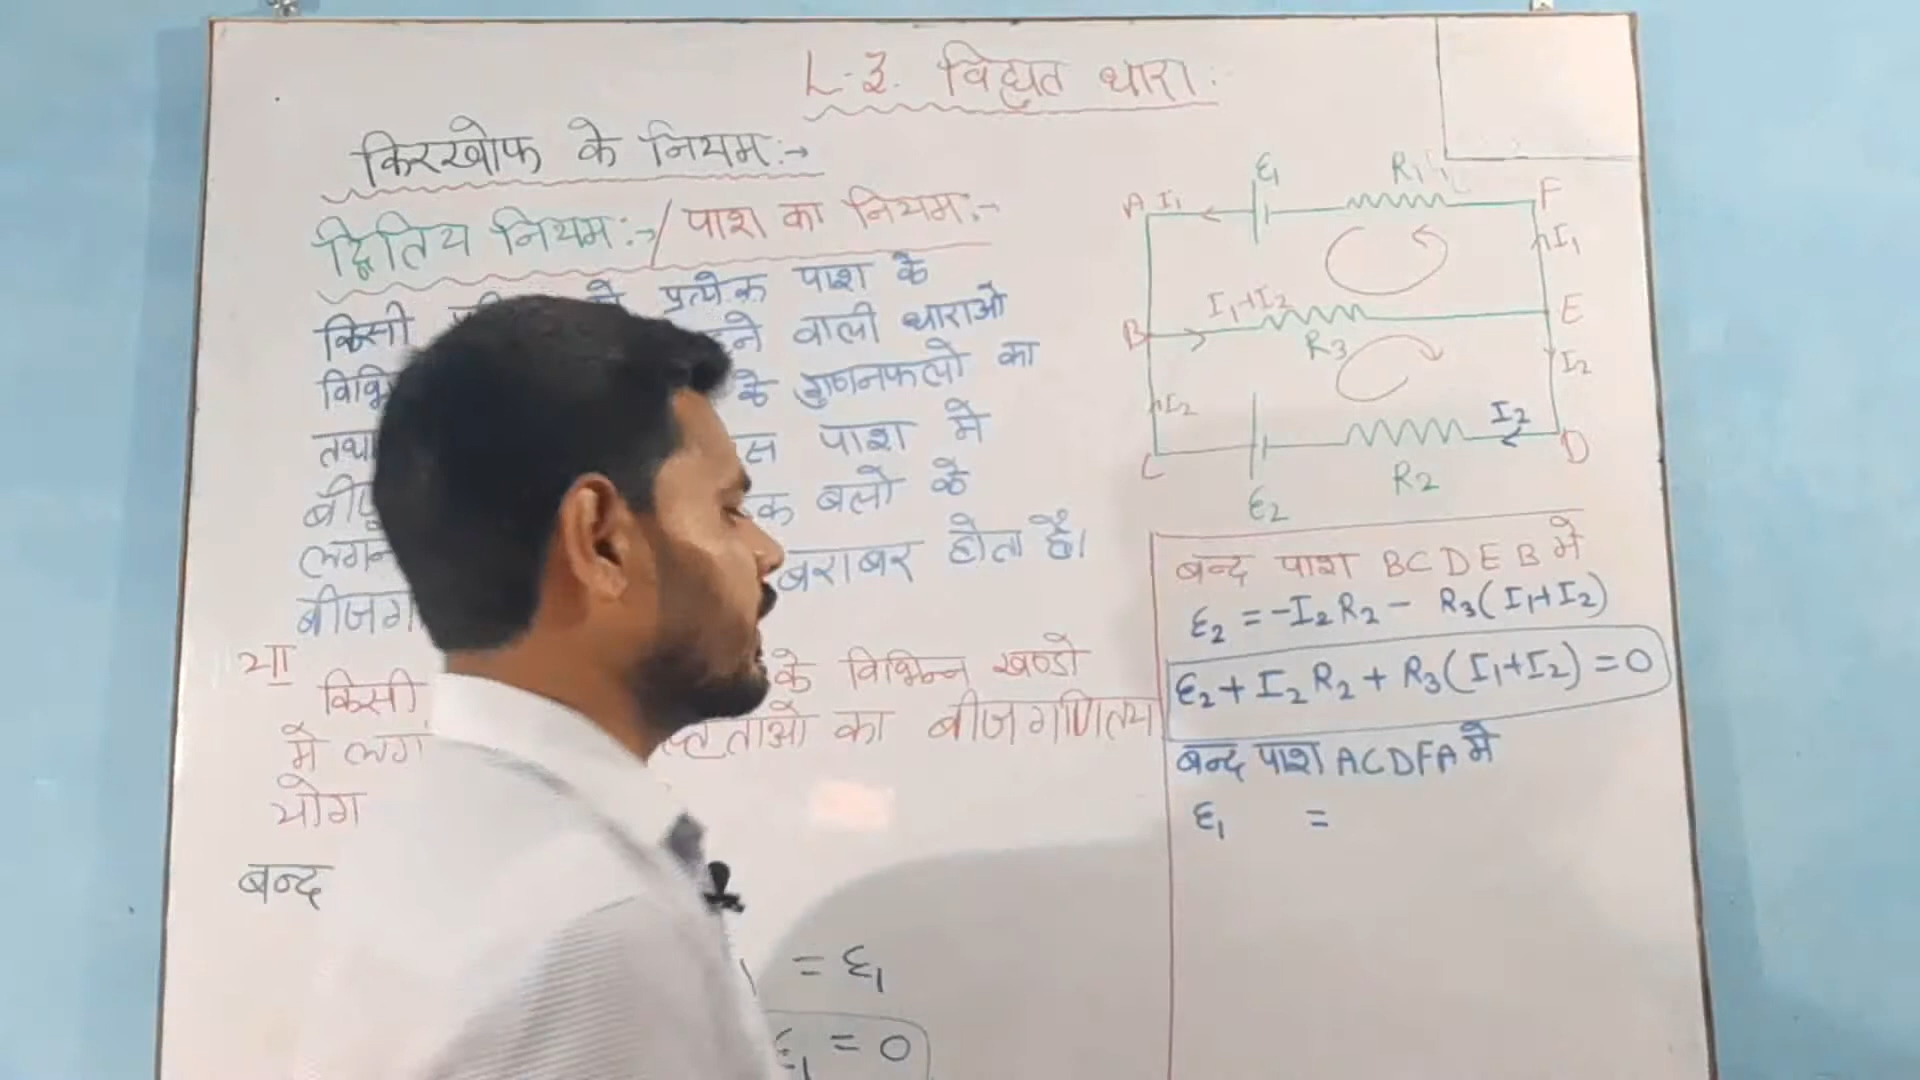 L-3. विद्युत धारा:
किरखोफ के नियम:→
द्वितिय नियम:→/पाश का नियम:-
किसी प्रत्येक पाश के
वाली धाराओ
के गुणनफलो का
तथा पाश में
बलो के
लगन
बराबर होता है।
या
किसी के विभिन्न खण्डो
मे लग का बीजगणितिय
योग
बन्द
= ε₁
ε₁ = 0
A I₁ ε₁ R₁ F
I₁
B I₁+I₂ R₃ E
I₂ I₂ I₂
C ε₂ R₂ D
बन्द पाश BCDEB में
ε₂ = -I₂R₂ - R₃(I₁+I₂)
ε₂ + I₂R₂ + R₃(I₁+I₂) = 0
बन्द पाश ACDFA में
ε₁ =